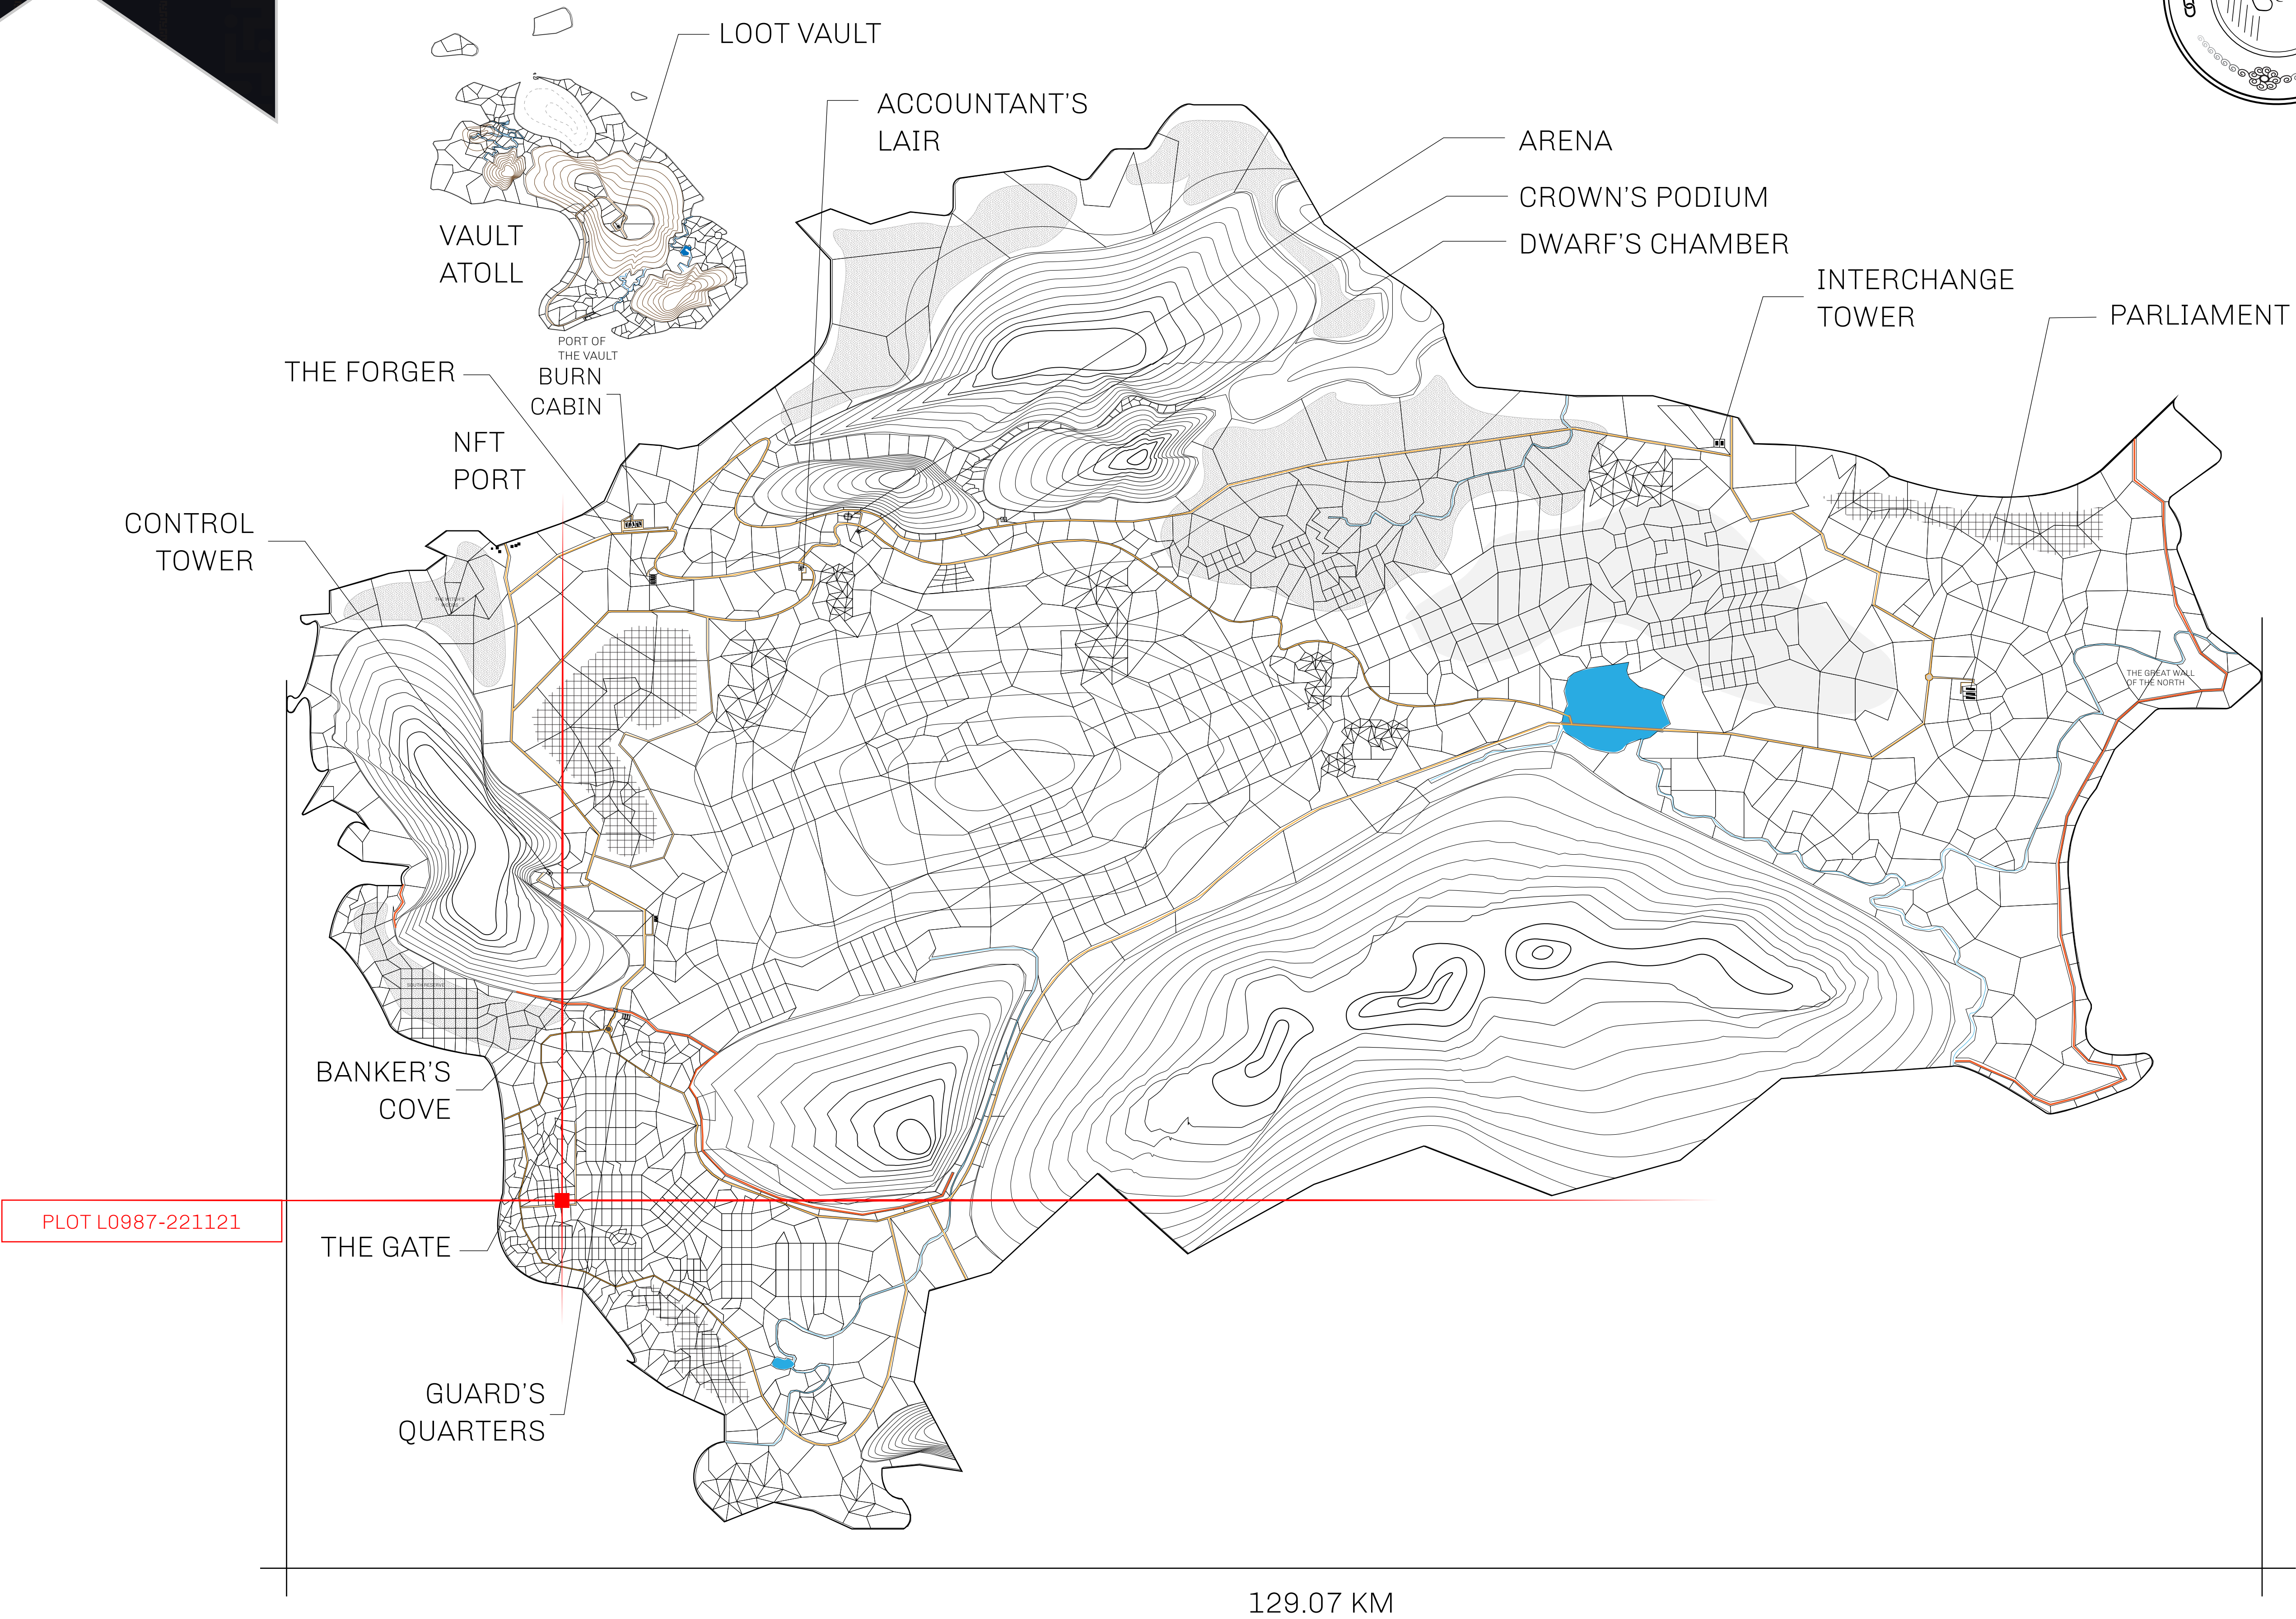 LOOT VAULT
ACCOUNTANT'S
LAIR
ARENA
CROWN'S PODIUM
DWARF'S CHAMBER
VAULT
ATOLL
INTERCHANGE
TOWER
PARLIAMENT
PORT OF
THE VAULT
THE FORGER
BURN
CABIN
NFT
PORT
CONTROL
TOWER
THE GREAT WALL
OF THE NORTH
SOUTH RESERVE
BANKER'S
COVE
PLOT L0987-221121
THE GATE
GUARD'S
QUARTERS
129.07 KM